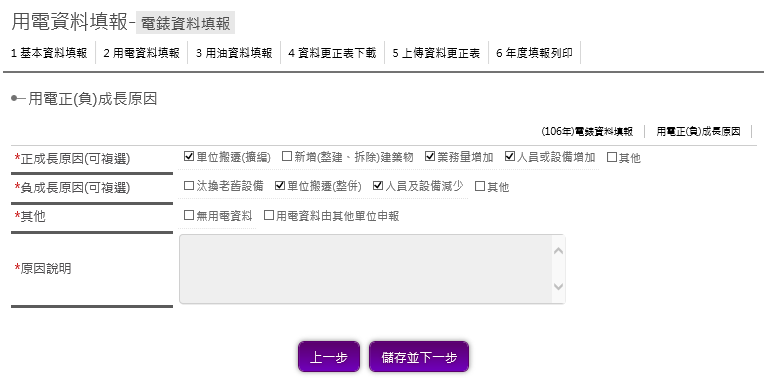 用電資料填報-電錶資料填報
1 基本資料填報 2 用電資料填報 3 用油資料填報 4 資料更正表下載 5 上傳資料更正表 6 年度填報列印
用電正(負)成長原因
(106年)電錶資料填報 用電正(負)成長原因
*正成長原因(可複選) 單位搬遷(擴編) 新增(整建、拆除)建築物 業務量增加 人員或設備增加 其他
*負成長原因(可複選) 汰換老舊設備 單位搬遷(整併) 人員及設備減少 其他
*其他 無用電資料 用電資料由其他單位申報
*原因說明
上一步 儲存並下一步